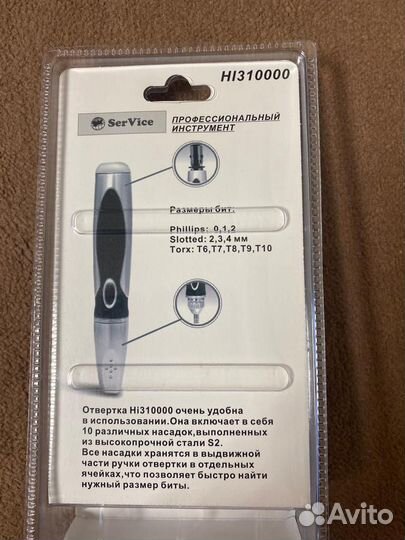 HI310000
SerVice
ПРОФЕССИОНАЛЬНЫЙ
ИНСТРУМЕНТ
Размеры бит:
Phillips: 0,1,2
Slotted: 2,3,4 мм
Torx: T6,T7,T8,T9,T10
Отвертка Hi310000 очень удобна
в использовании.Она включает в себя
10 различных насадок,выполненных
из высокопрочной стали S2.
Все насадки хранятся в выдвижной
части ручки отвертки в отдельных
ячейках,что позволяет быстро найти
нужный размер биты.
Avito